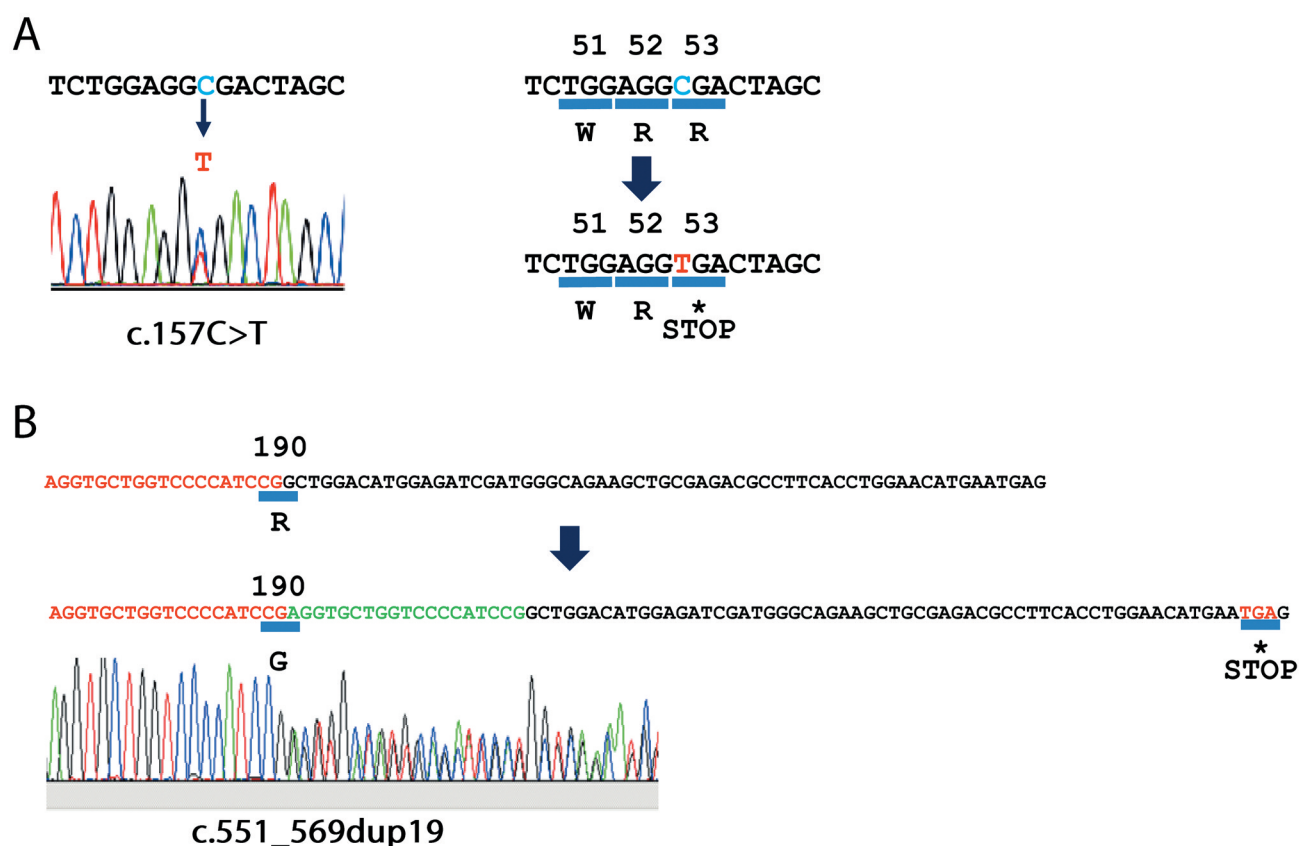 A
51 52 53
TCTGGAGGCGACTAGC
TCTGGAGGCGACTAGC
W R R
T
51 52 53
TCTGGAGGTGACTAGC
W R *
STOP
c.157C>T
B
190
AGGTGCTGGTCCCCATCCGGCTGGACATGGAGATCGATGGGCAGAAGCTGCGAGACGCCTTCACCTGGAACATGAATGAG
R
190
AGGTGCTGGTCCCCATCCGAGGTGCTGGTCCCCATCCGGCTGGACATGGAGATCGATGGGCAGAAGCTGCGAGACGCCTTCACCTGGAACATGAATGAG
G
*
STOP
c.551_569dup19